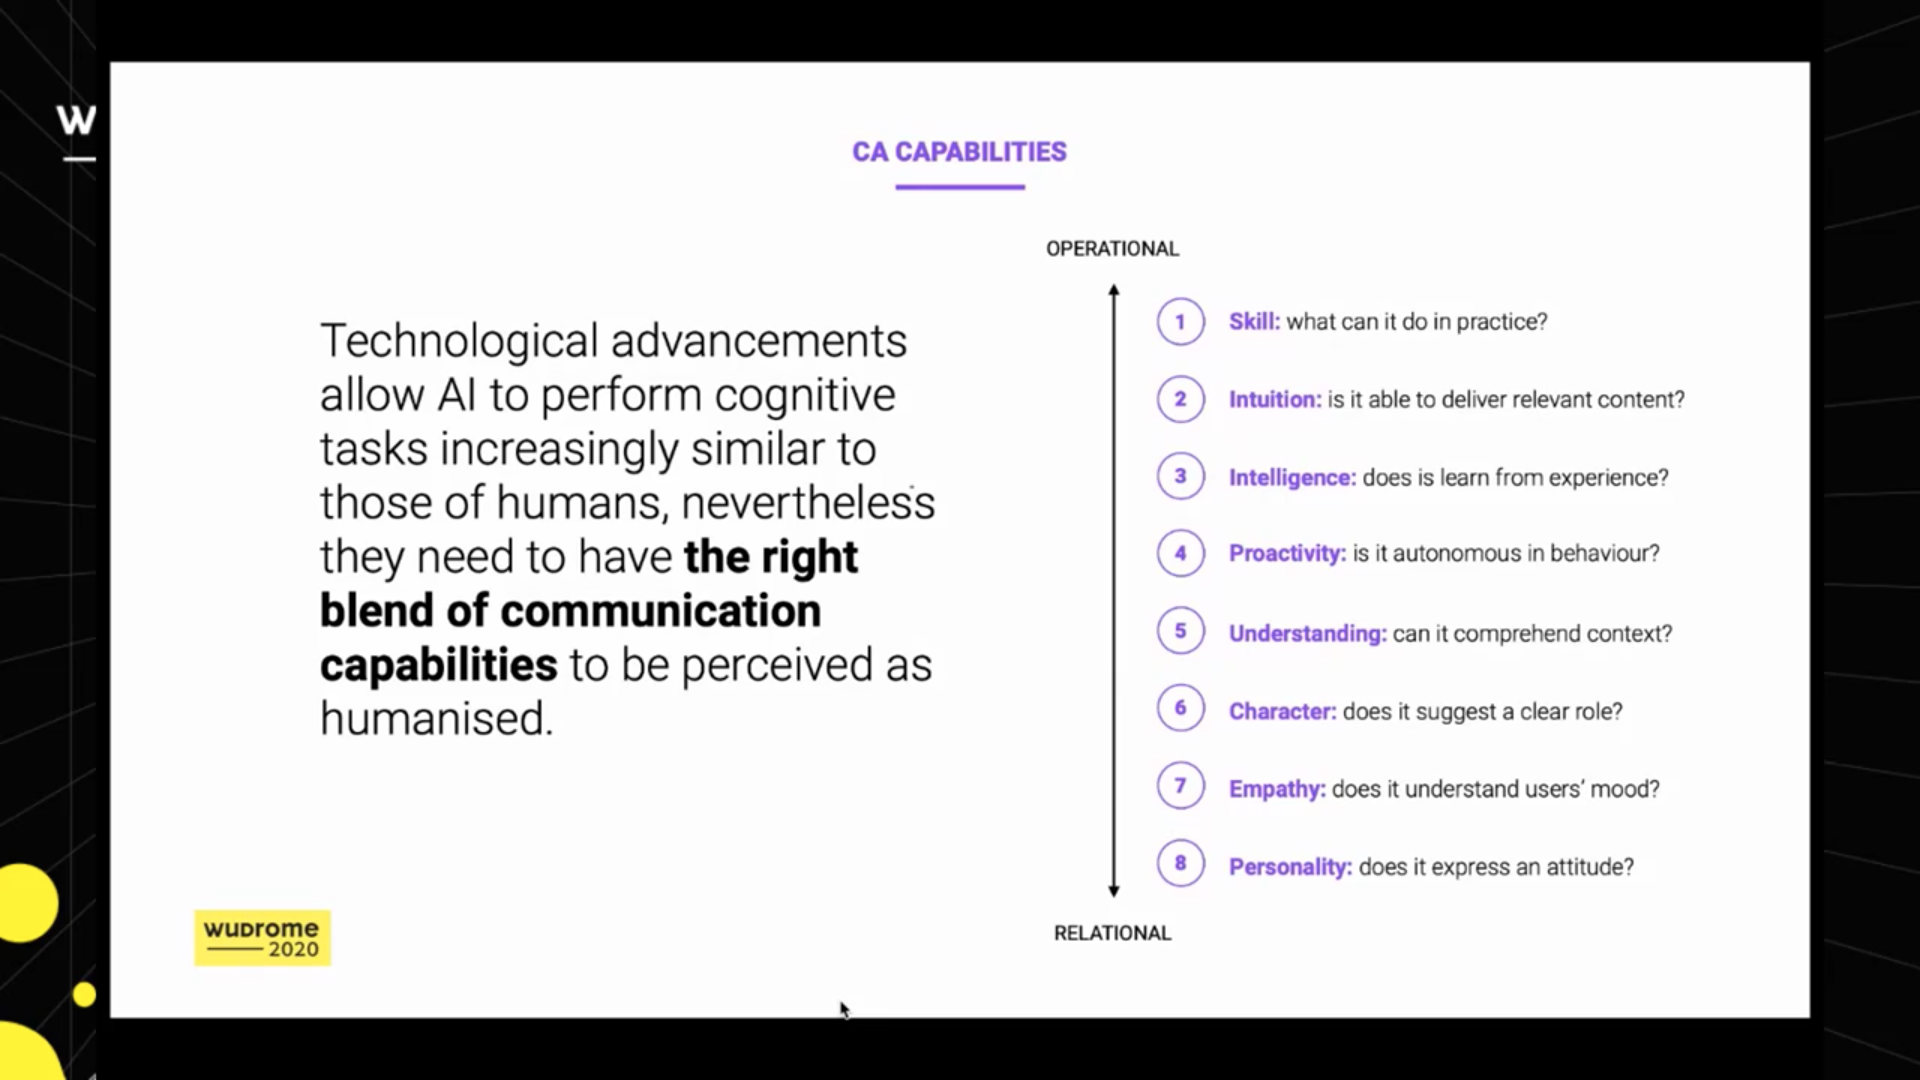 W
CA CAPABILITIES
Technological advancements
allow AI to perform cognitive
tasks increasingly similar to
those of humans, nevertheless
they need to have the right
blend of communication
capabilities to be perceived as
humanised.
OPERATIONAL
1 Skill: what can it do in practice?
2 Intuition: is it able to deliver relevant content?
3 Intelligence: does is learn from experience?
4 Proactivity: is it autonomous in behaviour?
5 Understanding: can it comprehend context?
6 Character: does it suggest a clear role?
7 Empathy: does it understand users’ mood?
8 Personality: does it express an attitude?
RELATIONAL
WUDrome
2020